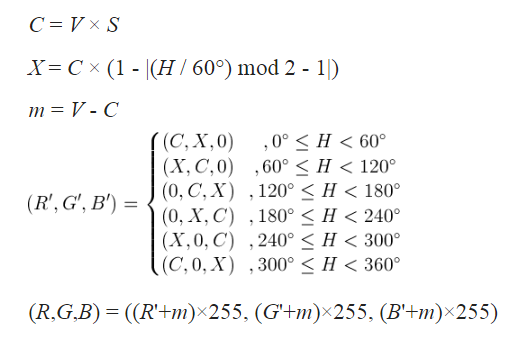 C = V × S
X = C × (1 - |(H / 60°) mod 2 - 1|)
m = V - C
(C, X, 0) , 0° ≤ H < 60°
(X, C, 0) , 60° ≤ H < 120°
(0, C, X) , 120° ≤ H < 180°
(R', G', B') =
(0, X, C) , 180° ≤ H < 240°
(X, 0, C) , 240° ≤ H < 300°
(C, 0, X) , 300° ≤ H < 360°
(R,G,B) = ((R'+m)×255, (G'+m)×255, (B'+m)×255)